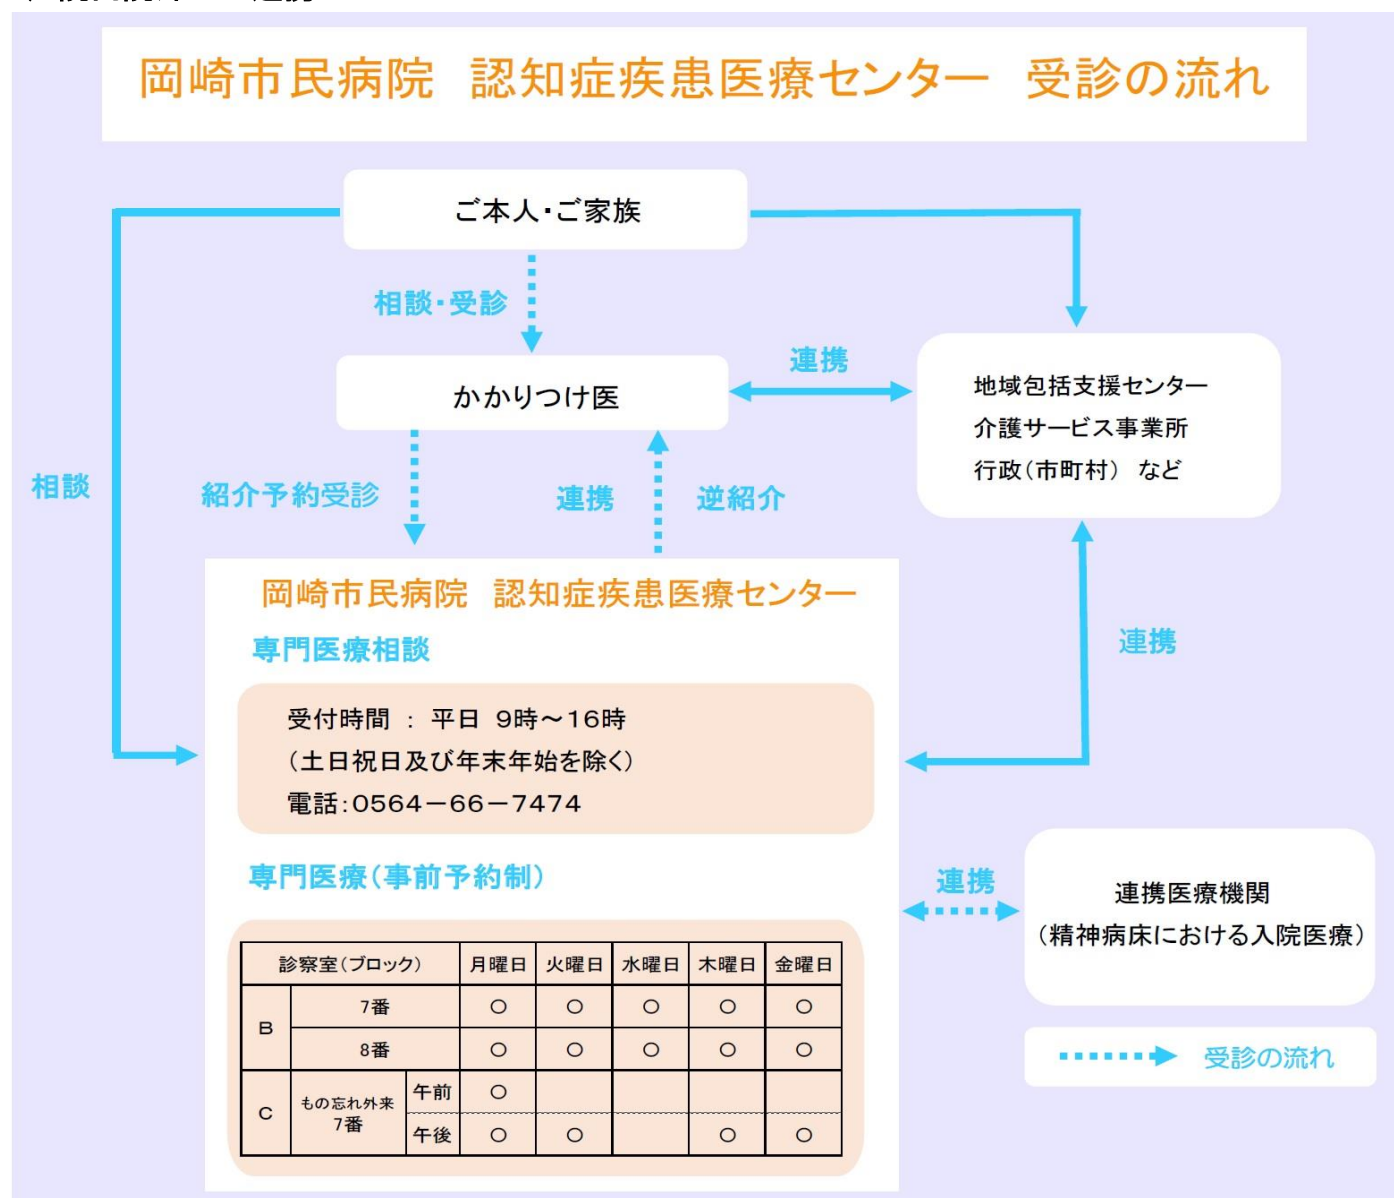 岡崎市民病院　認知症疾患医療センター　受診の流れ
ご本人・ご家族
相談・受診
連携
かかりつけ医
地域包括支援センター
介護サービス事業所
行政（市町村）　など
相談
紹介予約受診
連携
逆紹介
岡崎市民病院　認知症疾患医療センター
専門医療相談
連携
受付時間　：　平日　９時～１６時
（土日祝日及び年末年始を除く）
電話：０５６４－６６－７４７４
専門医療（事前予約制）
連携
連携医療機関
（精神病床における入院医療）
診察室（ブロック） 月曜日 火曜日 水曜日 木曜日 金曜日
B 7番 ○ ○ ○ ○ ○
8番 ○ ○ ○ ○ ○
C もの忘れ外来 7番 午前 ○
午後 ○ ○ ○ ○
受診の流れ